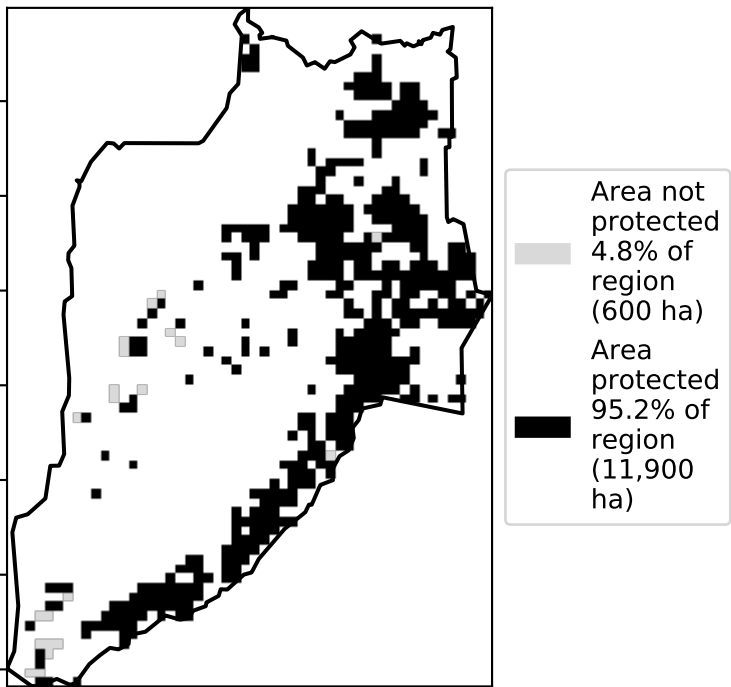 Area not
protected
4.8% of
region
(600 ha)
Area
protected
95.2% of
region
(11,900
ha)